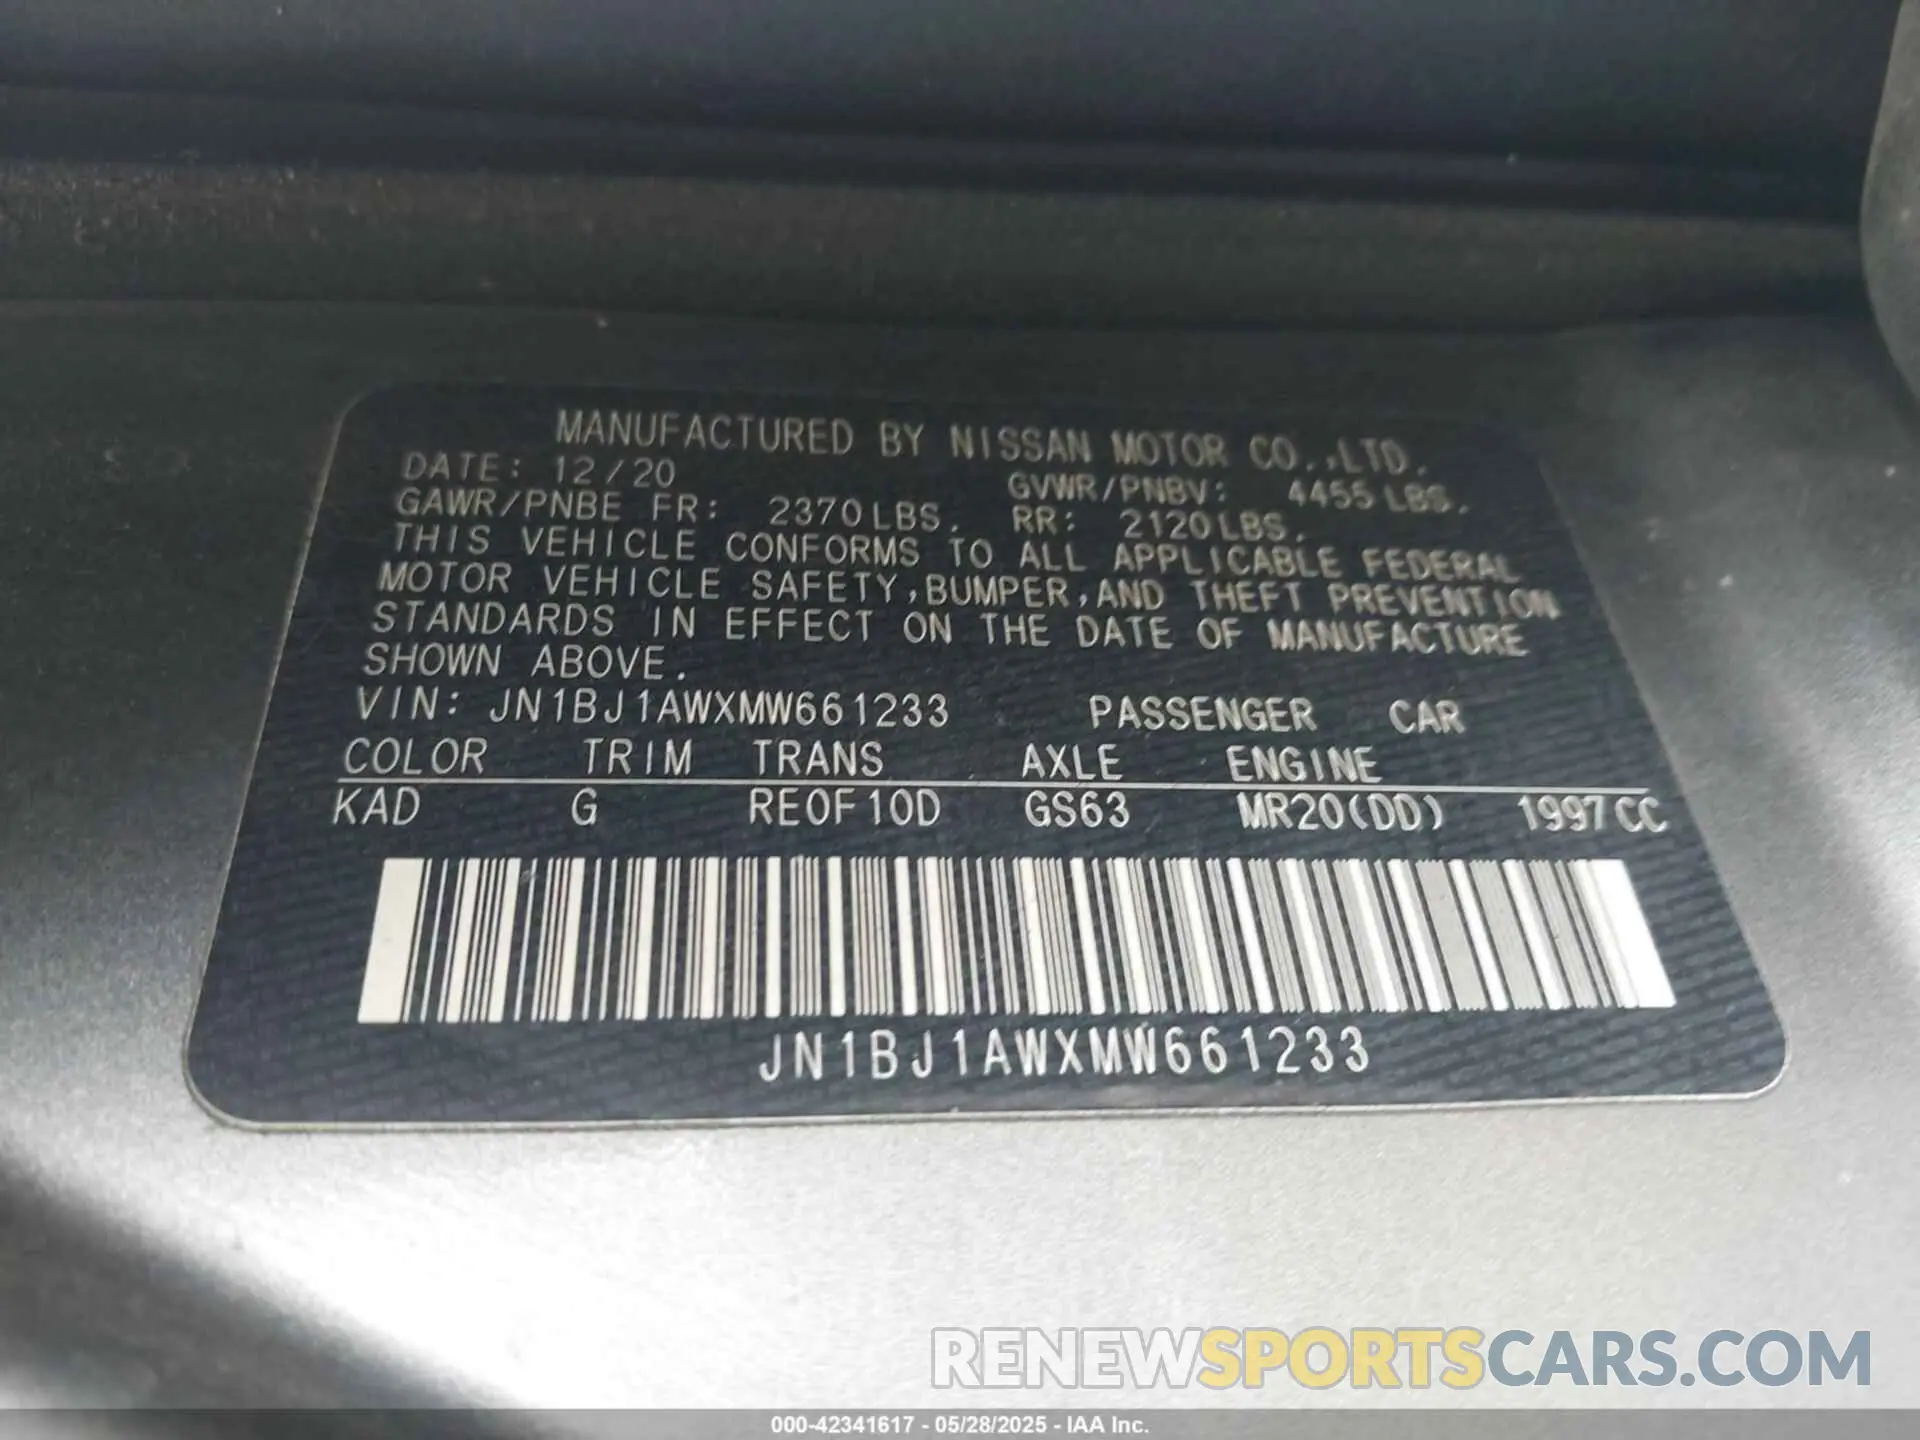 MANUFACTURED BY NISSAN MOTOR CO.,LTD.
DATE: 12/20 GVWR/PNBV: 4455 LBS.
GAWR/PNBE FR: 2370LBS. RR: 2120LBS.
THIS VEHICLE CONFORMS TO ALL APPLICABLE FEDERAL
MOTOR VEHICLE SAFETY,BUMPER,AND THEFT PREVENTION
STANDARDS IN EFFECT ON THE DATE OF MANUFACTURE
SHOWN ABOVE.
VIN: JN1BJ1AWXMW661233 PASSENGER CAR
COLOR TRIM TRANS AXLE ENGINE
KAD G RE0F10D GS63 MR20(DD) 1997CC
JN1BJ1AWXMW661233
RENEWSPORTSCARS.COM
000-42341617 - 05/28/2025 - IAA Inc.